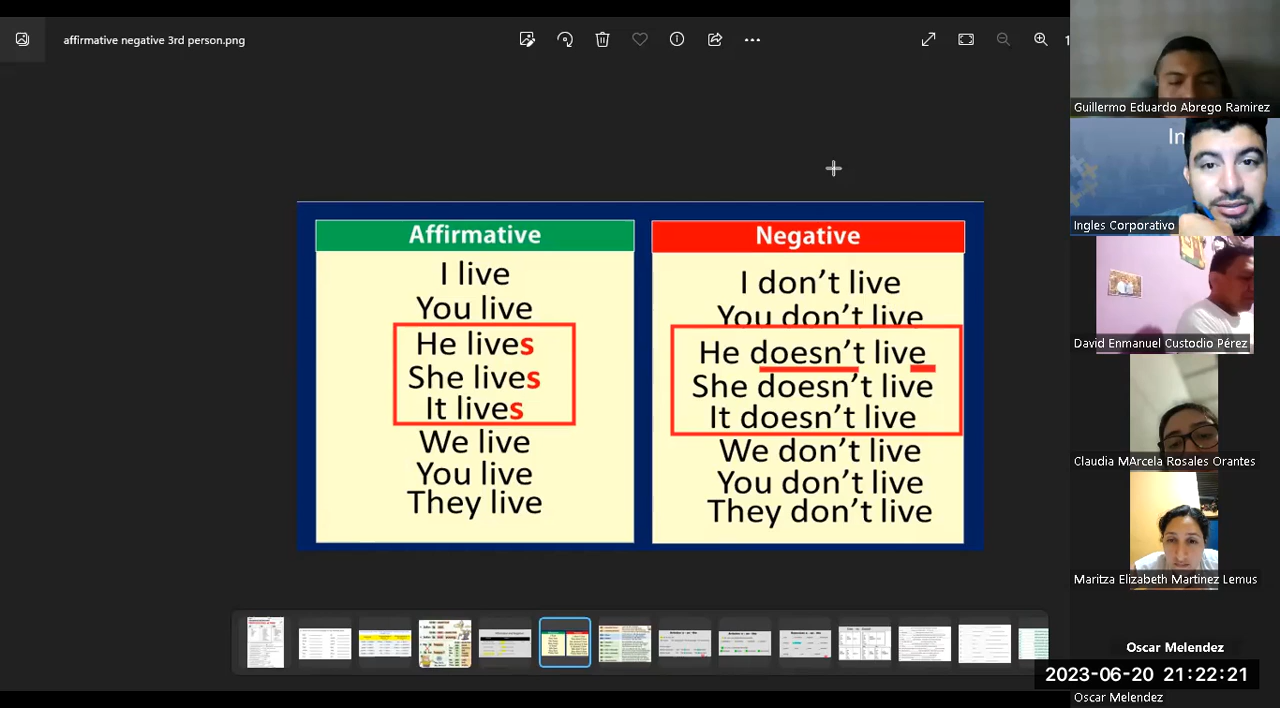 affirmative negative 3rd person.png
1
Affirmative
I live
You live
He lives
She lives
It lives
We live
You live
They live
Negative
I don't live
You don't live
He doesn't live
She doesn't live
It doesn't live
We don't live
You don't live
They don't live
Guillermo Eduardo Abrego Ramirez
In
Ingles Corporativo
David Enmanuel Custodio Pérez
Claudia MArcela Rosales Orantes
Maritza Elizabeth Martinez Lemus
Oscar Melendez
2023-06-20 21:22:21
Oscar Melendez